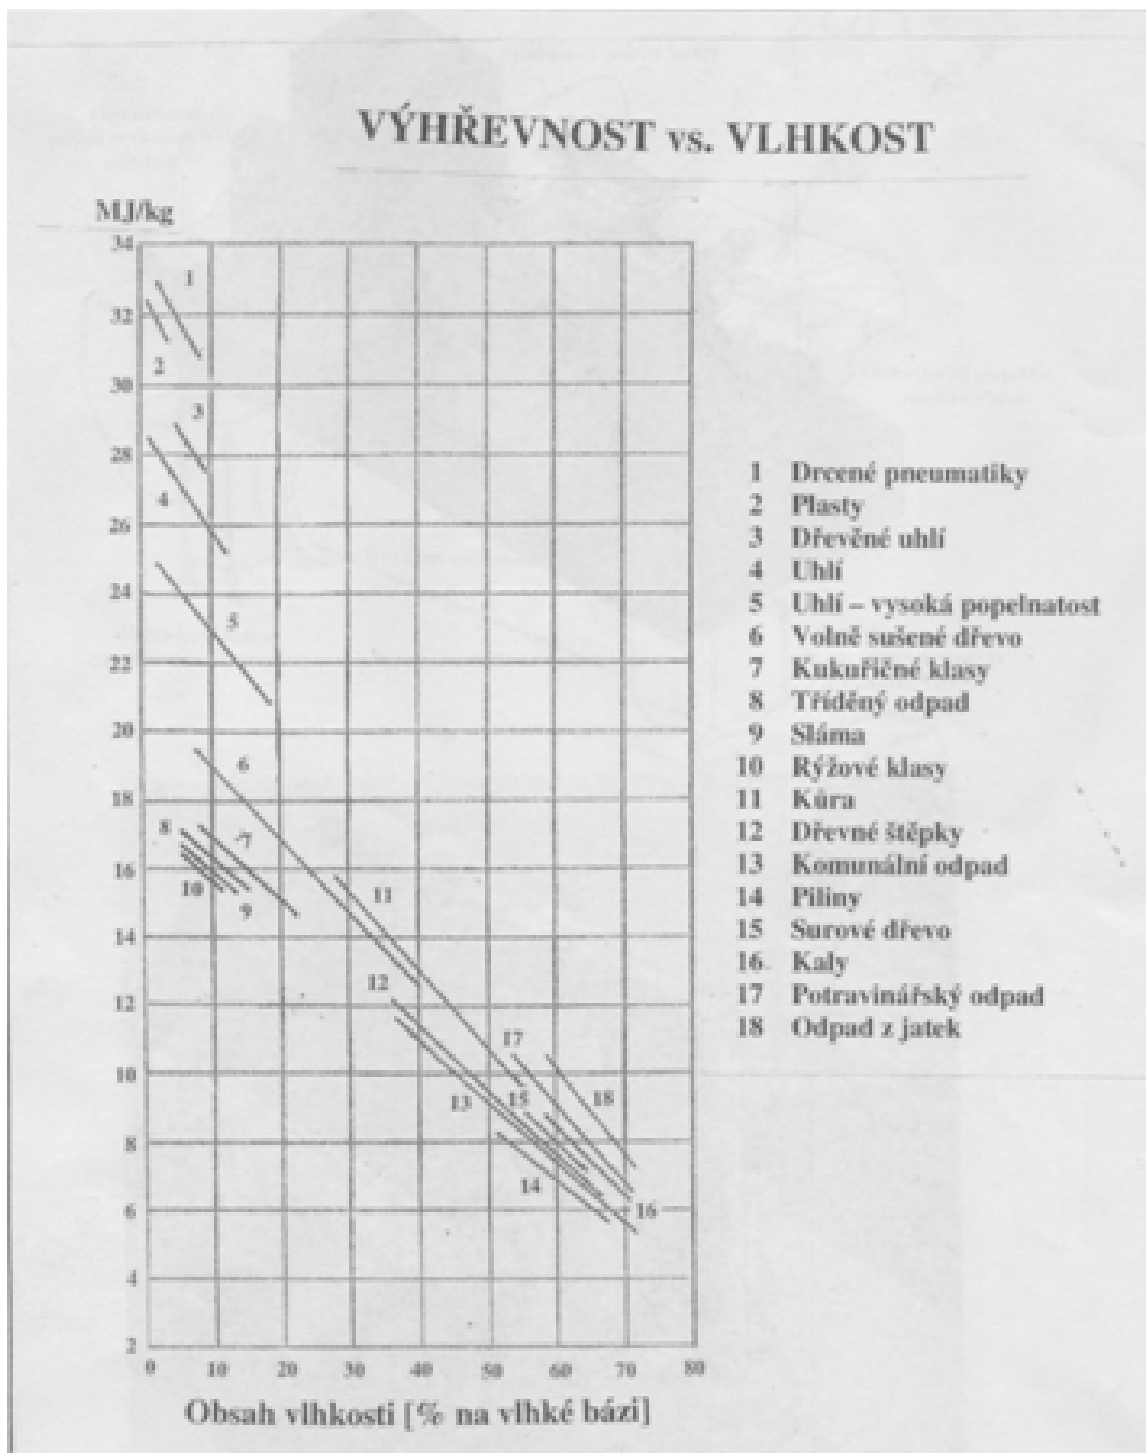 VÝHŘEVNOST vs. VLHKOST
MJ/kg
34
32
30
28
26
24
22
20
18
16
14
12
10
8
6
4
2
1
2
3
4
5
6
7
8
9
10
11
12
13
14
15
16
17
18
0 10 20 30 40 50 60 70 80
Obsah vlhkosti [% na vlhké bázi]
1 Drcené pneumatiky
2 Plasty
3 Dřevěné uhlí
4 Uhlí
5 Uhlí – vysoká popelnatost
6 Volně sušené dřevo
7 Kukuřičné klasy
8 Tříděný odpad
9 Sláma
10 Rýžové klasy
11 Kůra
12 Dřevné štěpky
13 Komunální odpad
14 Piliny
15 Surové dřevo
16 Kaly
17 Potravinářský odpad
18 Odpad z jatek